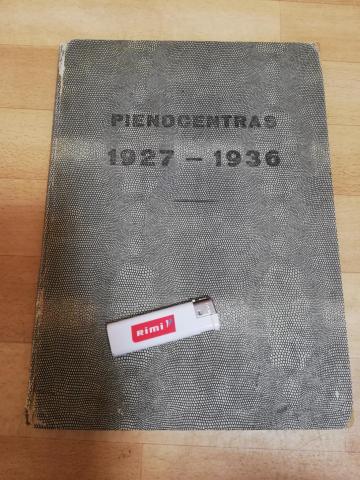 PIENOCENTRAS
1927 - 1936
Rimi